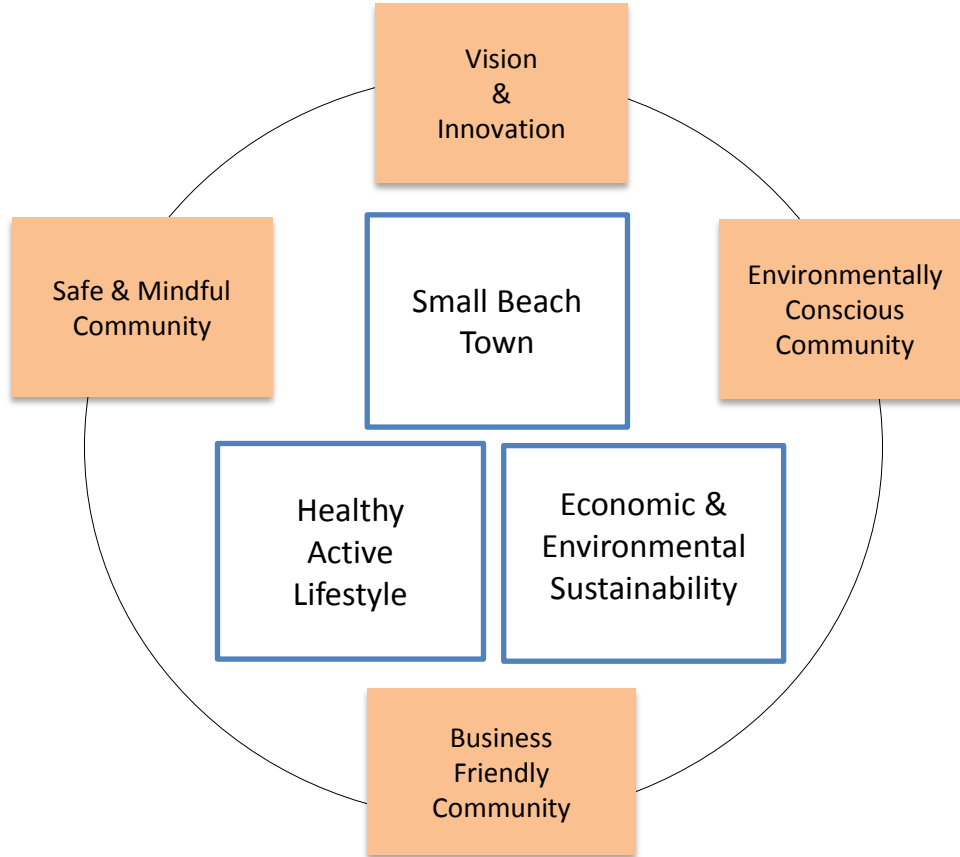 Vision
&
Innovation
Safe & Mindful
Community
Small Beach
Town
Environmentally
Conscious
Community
Healthy
Active
Lifestyle
Economic &
Environmental
Sustainability
Business
Friendly
Community